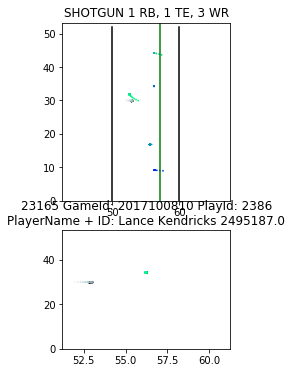 SHOTGUN 1 RB, 1 TE, 3 WR
50
40
30
20
10
0
50
60
23165 GameId: 2017100810 PlayId: 2386
PlayerName + ID: Lance Kendricks 2495187.0
40
20
0
52.5 55.0 57.5 60.0